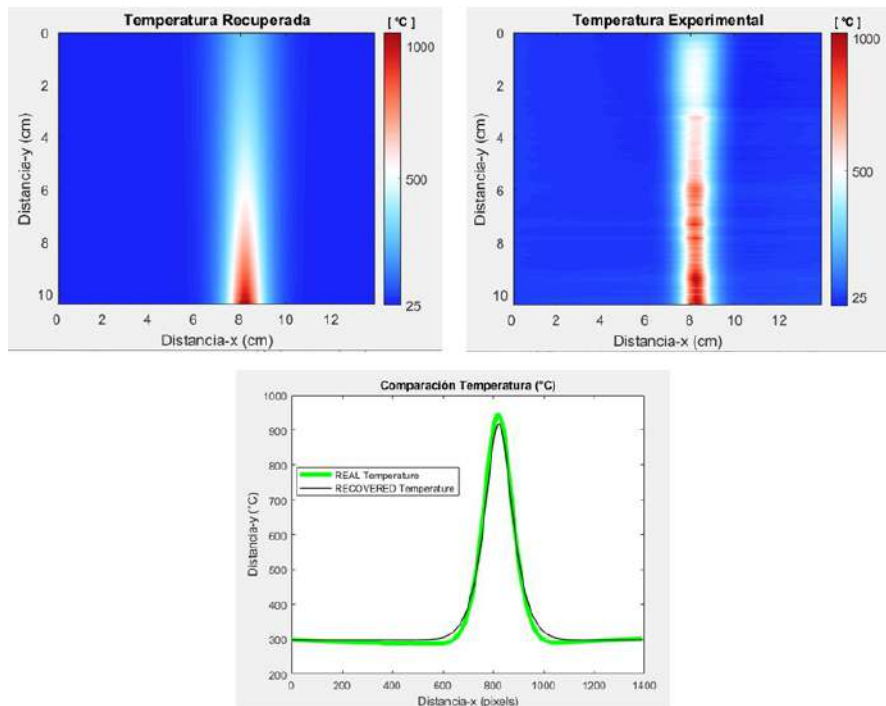 Temperatura Recuperada
[ °C]
0
2
4
6
8
10
Distancia-y (cm)
0 2 4 6 8 10 12
Distancia-x (cm)
1000
500
25
Temperatura Experimental
[ °C]
0
2
4
6
8
10
Distancia-y (cm)
0 2 4 6 8 10 12
Distancia-x (cm)
1000
500
25
Comparación Temperatura (°C)
1000
900
800
700
600
500
400
300
200
Distancia-y (°C)
REAL Temperature
RECOVERED Temperature
0 200 400 600 800 1000 1200 1400
Distancia-x (pixels)